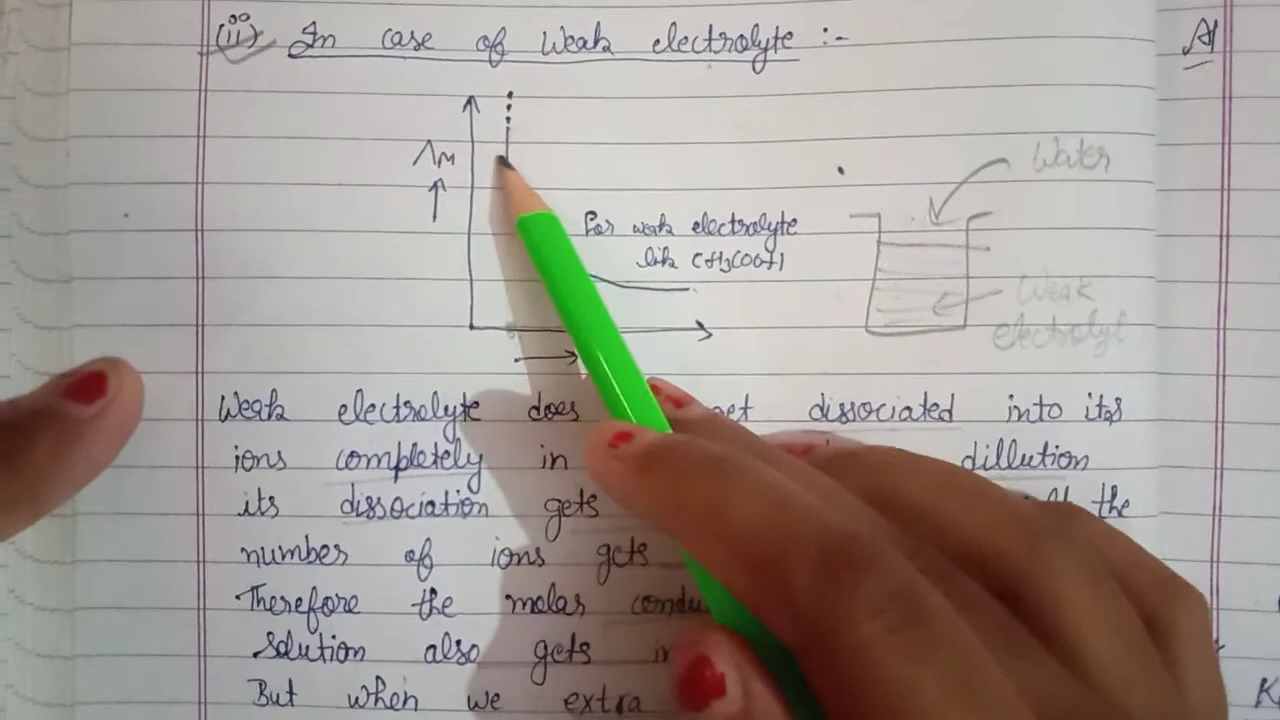 (ii) In case of Weak electrolyte :-
A
Λm
Water
For weak electrolyte
like CH3COOH
Weak
electrolyt
Weak electrolyte does get dissociated into its
ions completely in dillution
its dissociation gets the
number of ions gets
Therefore the molar condu
solution also gets in
But when we extra
K